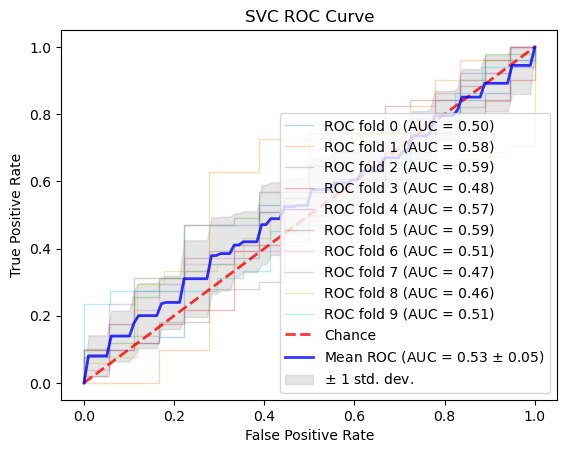 SVC ROC Curve
1.0
0.8
0.6
0.4
0.2
0.0
True Positive Rate
ROC fold 0 (AUC = 0.50)
ROC fold 1 (AUC = 0.58)
ROC fold 2 (AUC = 0.59)
ROC fold 3 (AUC = 0.48)
ROC fold 4 (AUC = 0.57)
ROC fold 5 (AUC = 0.59)
ROC fold 6 (AUC = 0.51)
ROC fold 7 (AUC = 0.47)
ROC fold 8 (AUC = 0.46)
ROC fold 9 (AUC = 0.51)
Chance
Mean ROC (AUC = 0.53 ± 0.05)
± 1 std. dev.
0.0 0.2 0.4 0.6 0.8 1.0
False Positive Rate